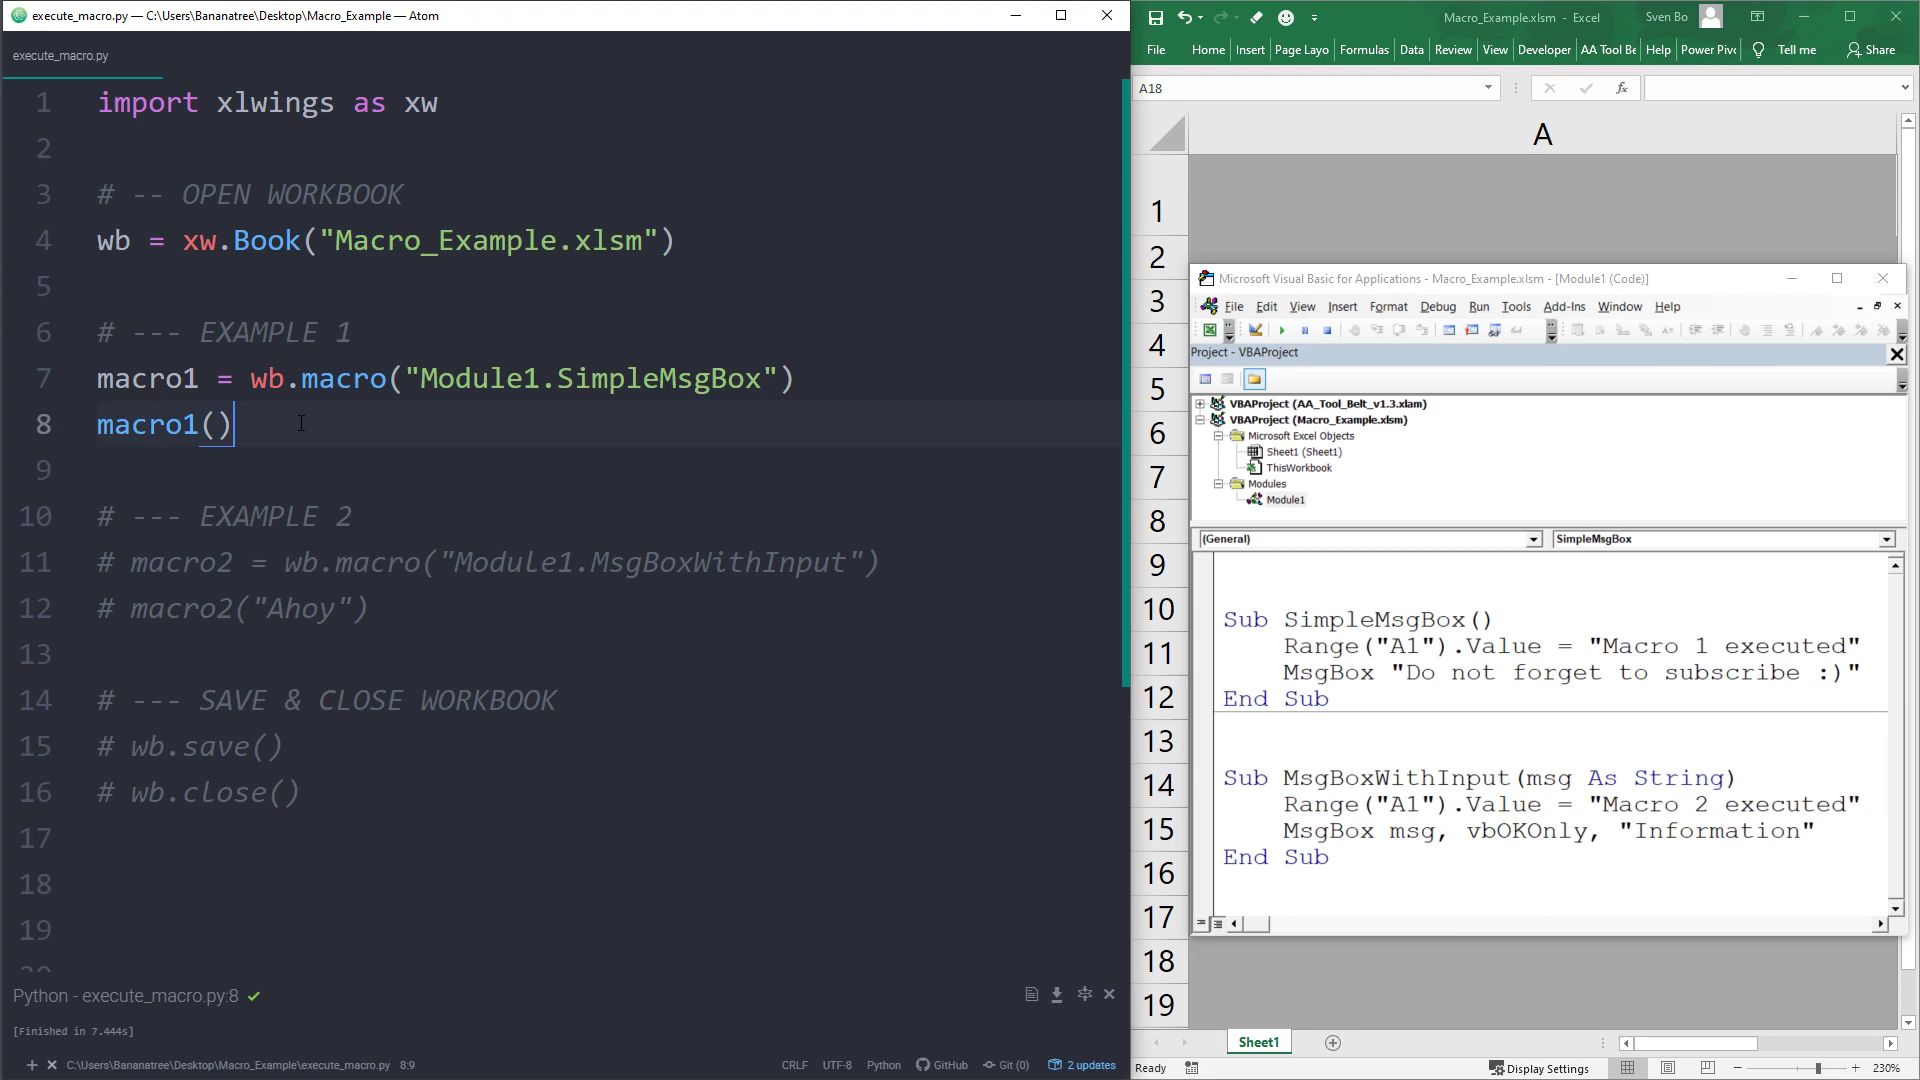 execute_macro.py — C:\Users\Bananatree\Desktop\Macro_Example — Atom
execute_macro.py
1 import xlwings as xw
2
3 # -- OPEN WORKBOOK
4 wb = xw.Book("Macro_Example.xlsm")
5
6 # --- EXAMPLE 1
7 macro1 = wb.macro("Module1.SimpleMsgBox")
8 macro1()
9
10 # --- EXAMPLE 2
11 # macro2 = wb.macro("Module1.MsgBoxWithInput")
12 # macro2("Ahoy")
13
14 # --- SAVE & CLOSE WORKBOOK
15 # wb.save()
16 # wb.close()
17
18
19
20
Python - execute_macro.py:8
[Finished in 7.444s]
C:\Users\Bananatree\Desktop\Macro_Example\execute_macro.py 8:9
CRLF UTF-8 Python GitHub Git (0) 2 updates
Macro_Example.xlsm - Excel Sven Bo
File Home Insert Page Layo Formulas Data Review View Developer AA Tool Be Help Power Piv Tell me Share
A18 fx
A
1
2
3
4
5
6
7
8
9
10
11
12
13
14
15
16
17
18
19
Microsoft Visual Basic for Applications - Macro_Example.xlsm - [Module1 (Code)]
File Edit View Insert Format Debug Run Tools Add-Ins Window Help
Project - VBAProject
VBAProject (AA_Tool_Belt_v1.3.xlam)
VBAProject (Macro_Example.xlsm)
Microsoft Excel Objects
Sheet1 (Sheet1)
ThisWorkbook
Modules
Module1
(General) SimpleMsgBox
Sub SimpleMsgBox()
Range("A1").Value = "Macro 1 executed"
MsgBox "Do not forget to subscribe :)"
End Sub
Sub MsgBoxWithInput(msg As String)
Range("A1").Value = "Macro 2 executed"
MsgBox msg, vbOKOnly, "Information"
End Sub
Sheet1
Ready Display Settings 230%